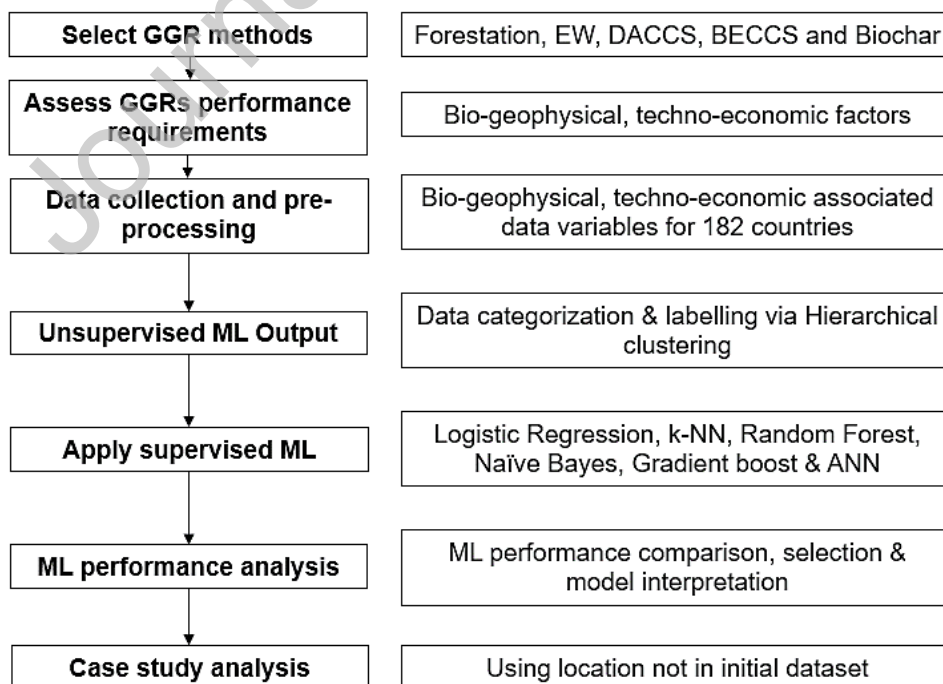 Select GGR methods
Forestation, EW, DACCS, BECCS and Biochar
Assess GGRs performance
requirements
Bio-geophysical, techno-economic factors
Data collection and pre-
processing
Bio-geophysical, techno-economic associated
data variables for 182 countries
Unsupervised ML Output
Data categorization & labelling via Hierarchical
clustering
Apply supervised ML
Logistic Regression, k-NN, Random Forest,
Naïve Bayes, Gradient boost & ANN
ML performance analysis
ML performance comparison, selection &
model interpretation
Case study analysis
Using location not in initial dataset
Journ